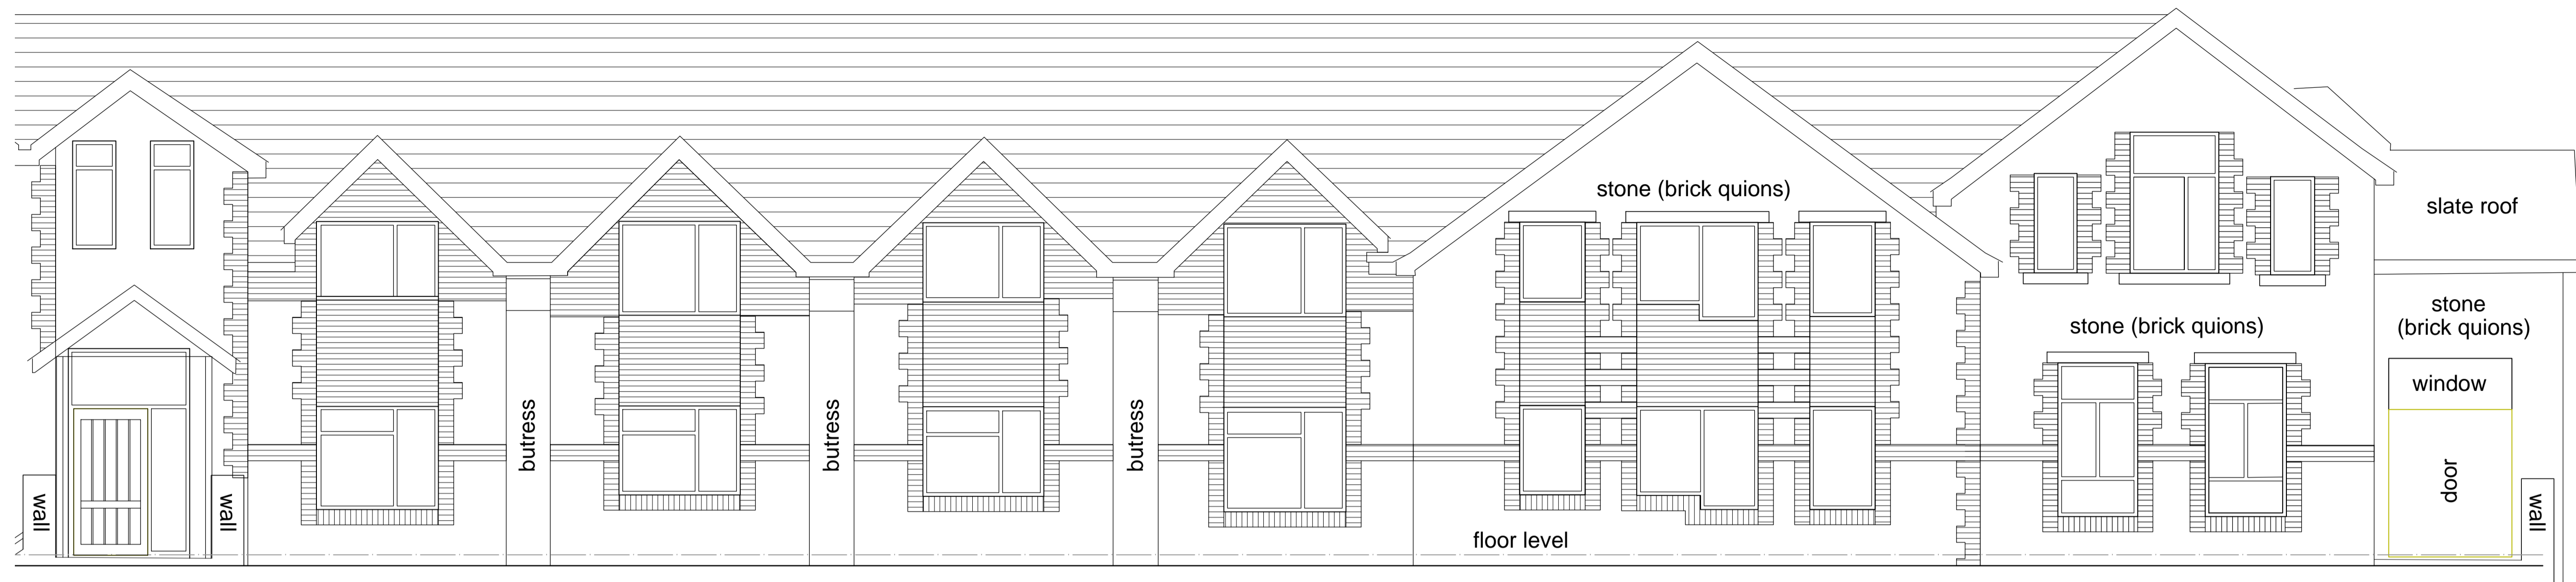 stone (brick quions)
slate roof
stone
(brick quions)
stone (brick quions)
window
butress
butress
butress
door
wall
wall
wall
floor level